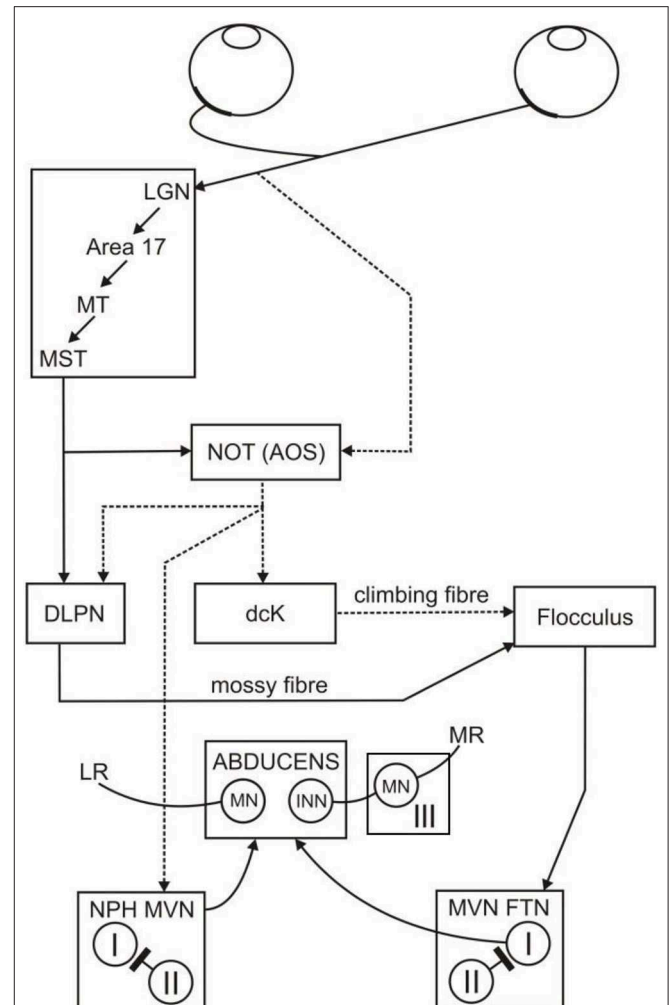 LGN
Area 17
MT
MST
NOT (AOS)
DLPN
dcK
climbing fibre
Flocculus
mossy fibre
LR
ABDUCENS
MN
INN
MN
III
MR
NPH MVN
I
II
MVN FTN
I
II